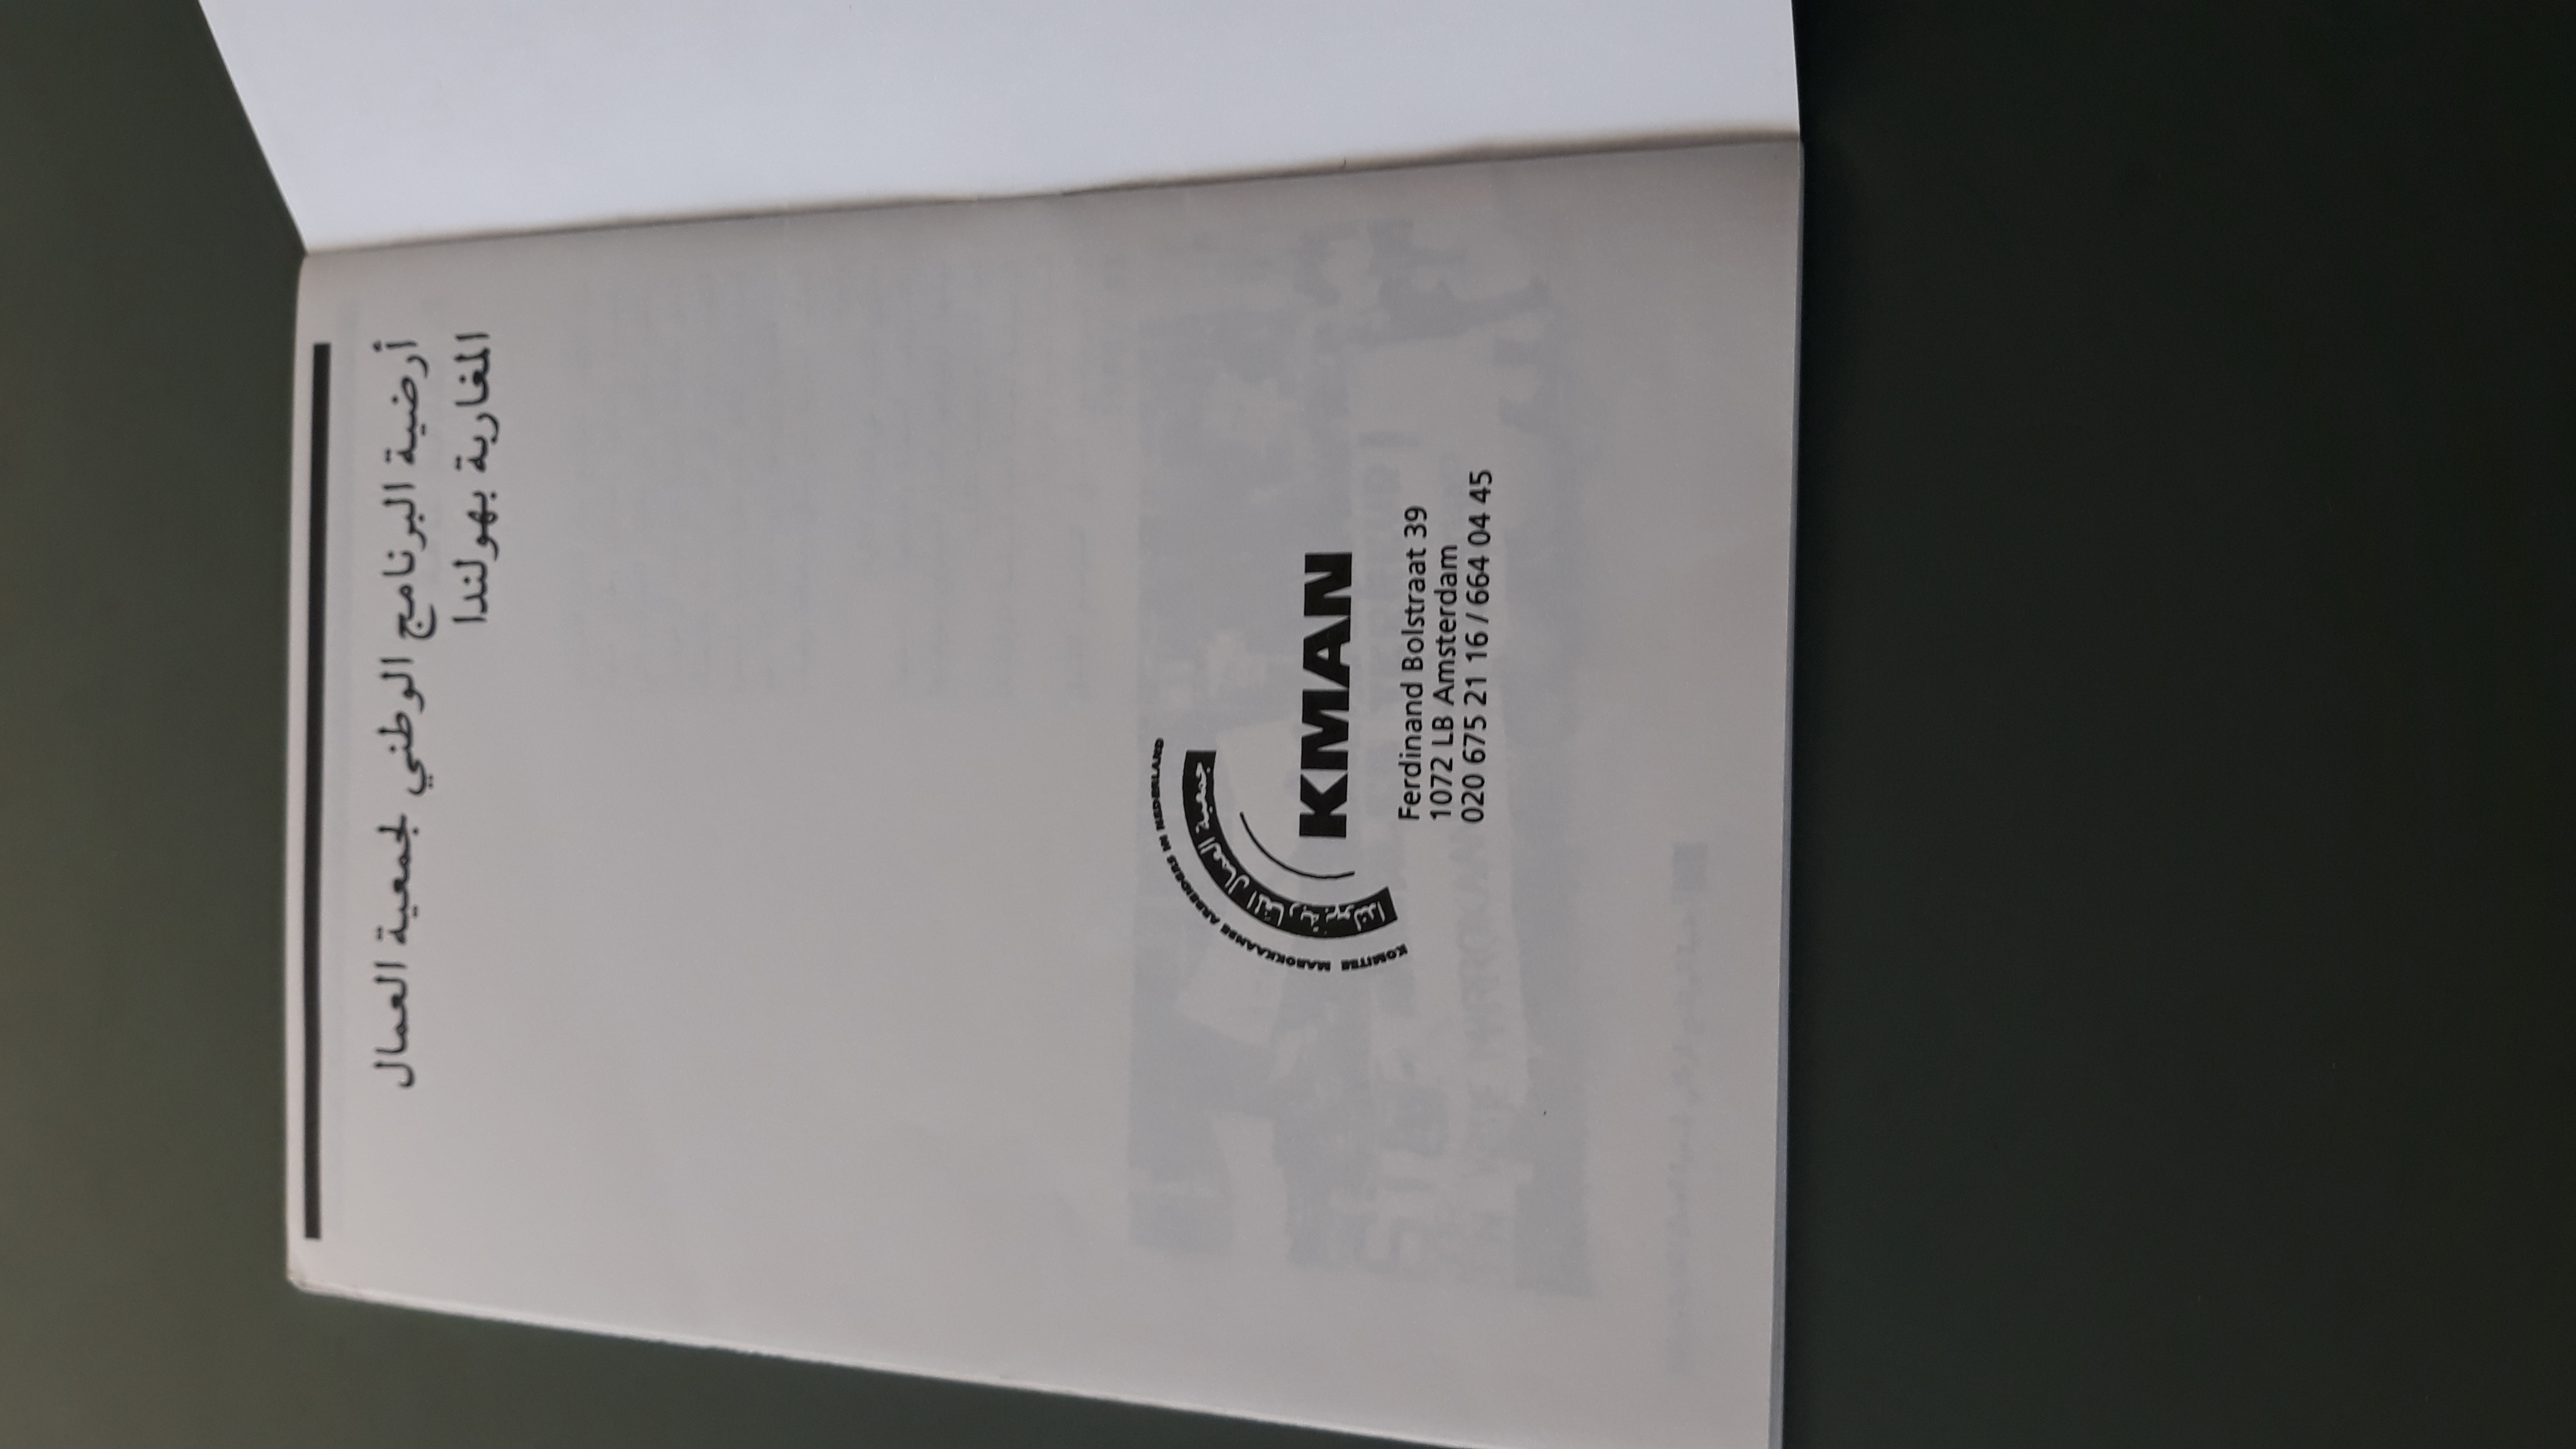 أرضية البرنامج الوطني لجمعية العمال
المغاربة بهولندا
KOMITEE MAROKKAANSE ARBEIDERS IN NEDERLAND
جمعية العمال المغاربة بهولندا
KMAN
Ferdinand Bolstraat 39
1072 LB Amsterdam
020 675 21 16 / 664 04 45